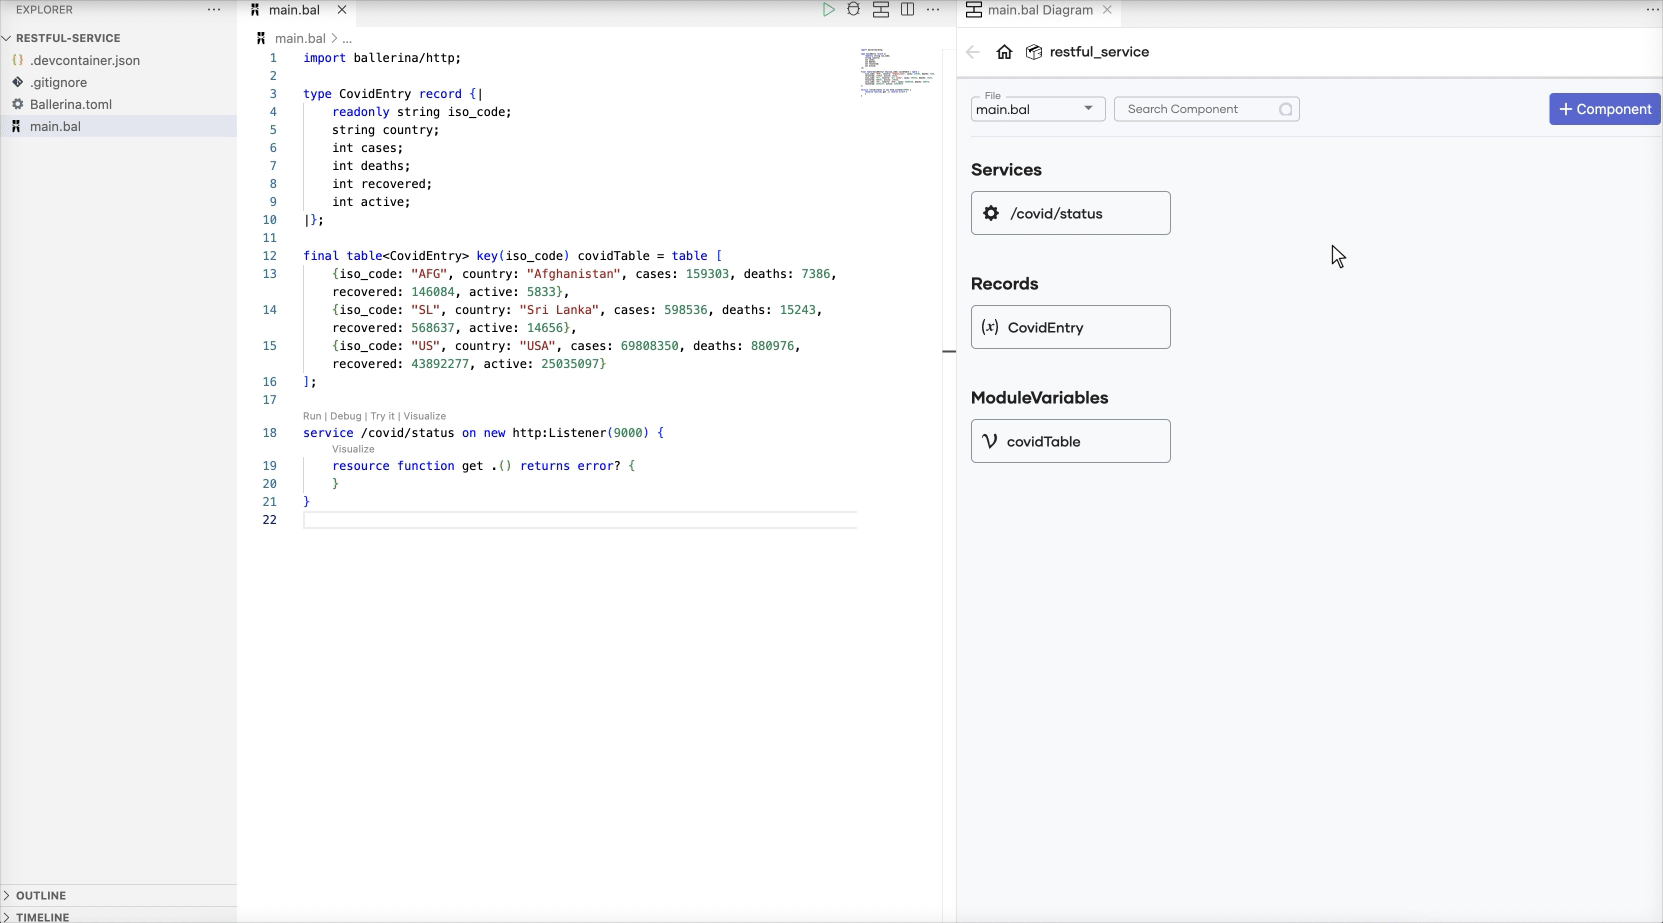 EXPLORER
RESTFUL-SERVICE
.devcontainer.json
.gitignore
Ballerina.toml
main.bal
OUTLINE
TIMELINE
main.bal
main.bal > ...
1 import ballerina/http;
2
3 type CovidEntry record {|
4 readonly string iso_code;
5 string country;
6 int cases;
7 int deaths;
8 int recovered;
9 int active;
10 |};
11
12 final table<CovidEntry> key(iso_code) covidTable = table [
13 {iso_code: "AFG", country: "Afghanistan", cases: 159303, deaths: 7386,
recovered: 146084, active: 5833},
14 {iso_code: "SL", country: "Sri Lanka", cases: 598536, deaths: 15243,
recovered: 568637, active: 14656},
15 {iso_code: "US", country: "USA", cases: 69808350, deaths: 880976,
recovered: 43892277, active: 25035097}
16 ];
17
Run | Debug | Try it | Visualize
18 service /covid/status on new http:Listener(9000) {
Visualize
19 resource function get .() returns error? {
20 }
21 }
22
main.bal Diagram
restful_service
File
main.bal
Search Component
+ Component
Services
/covid/status
Records
(x) CovidEntry
ModuleVariables
covidTable